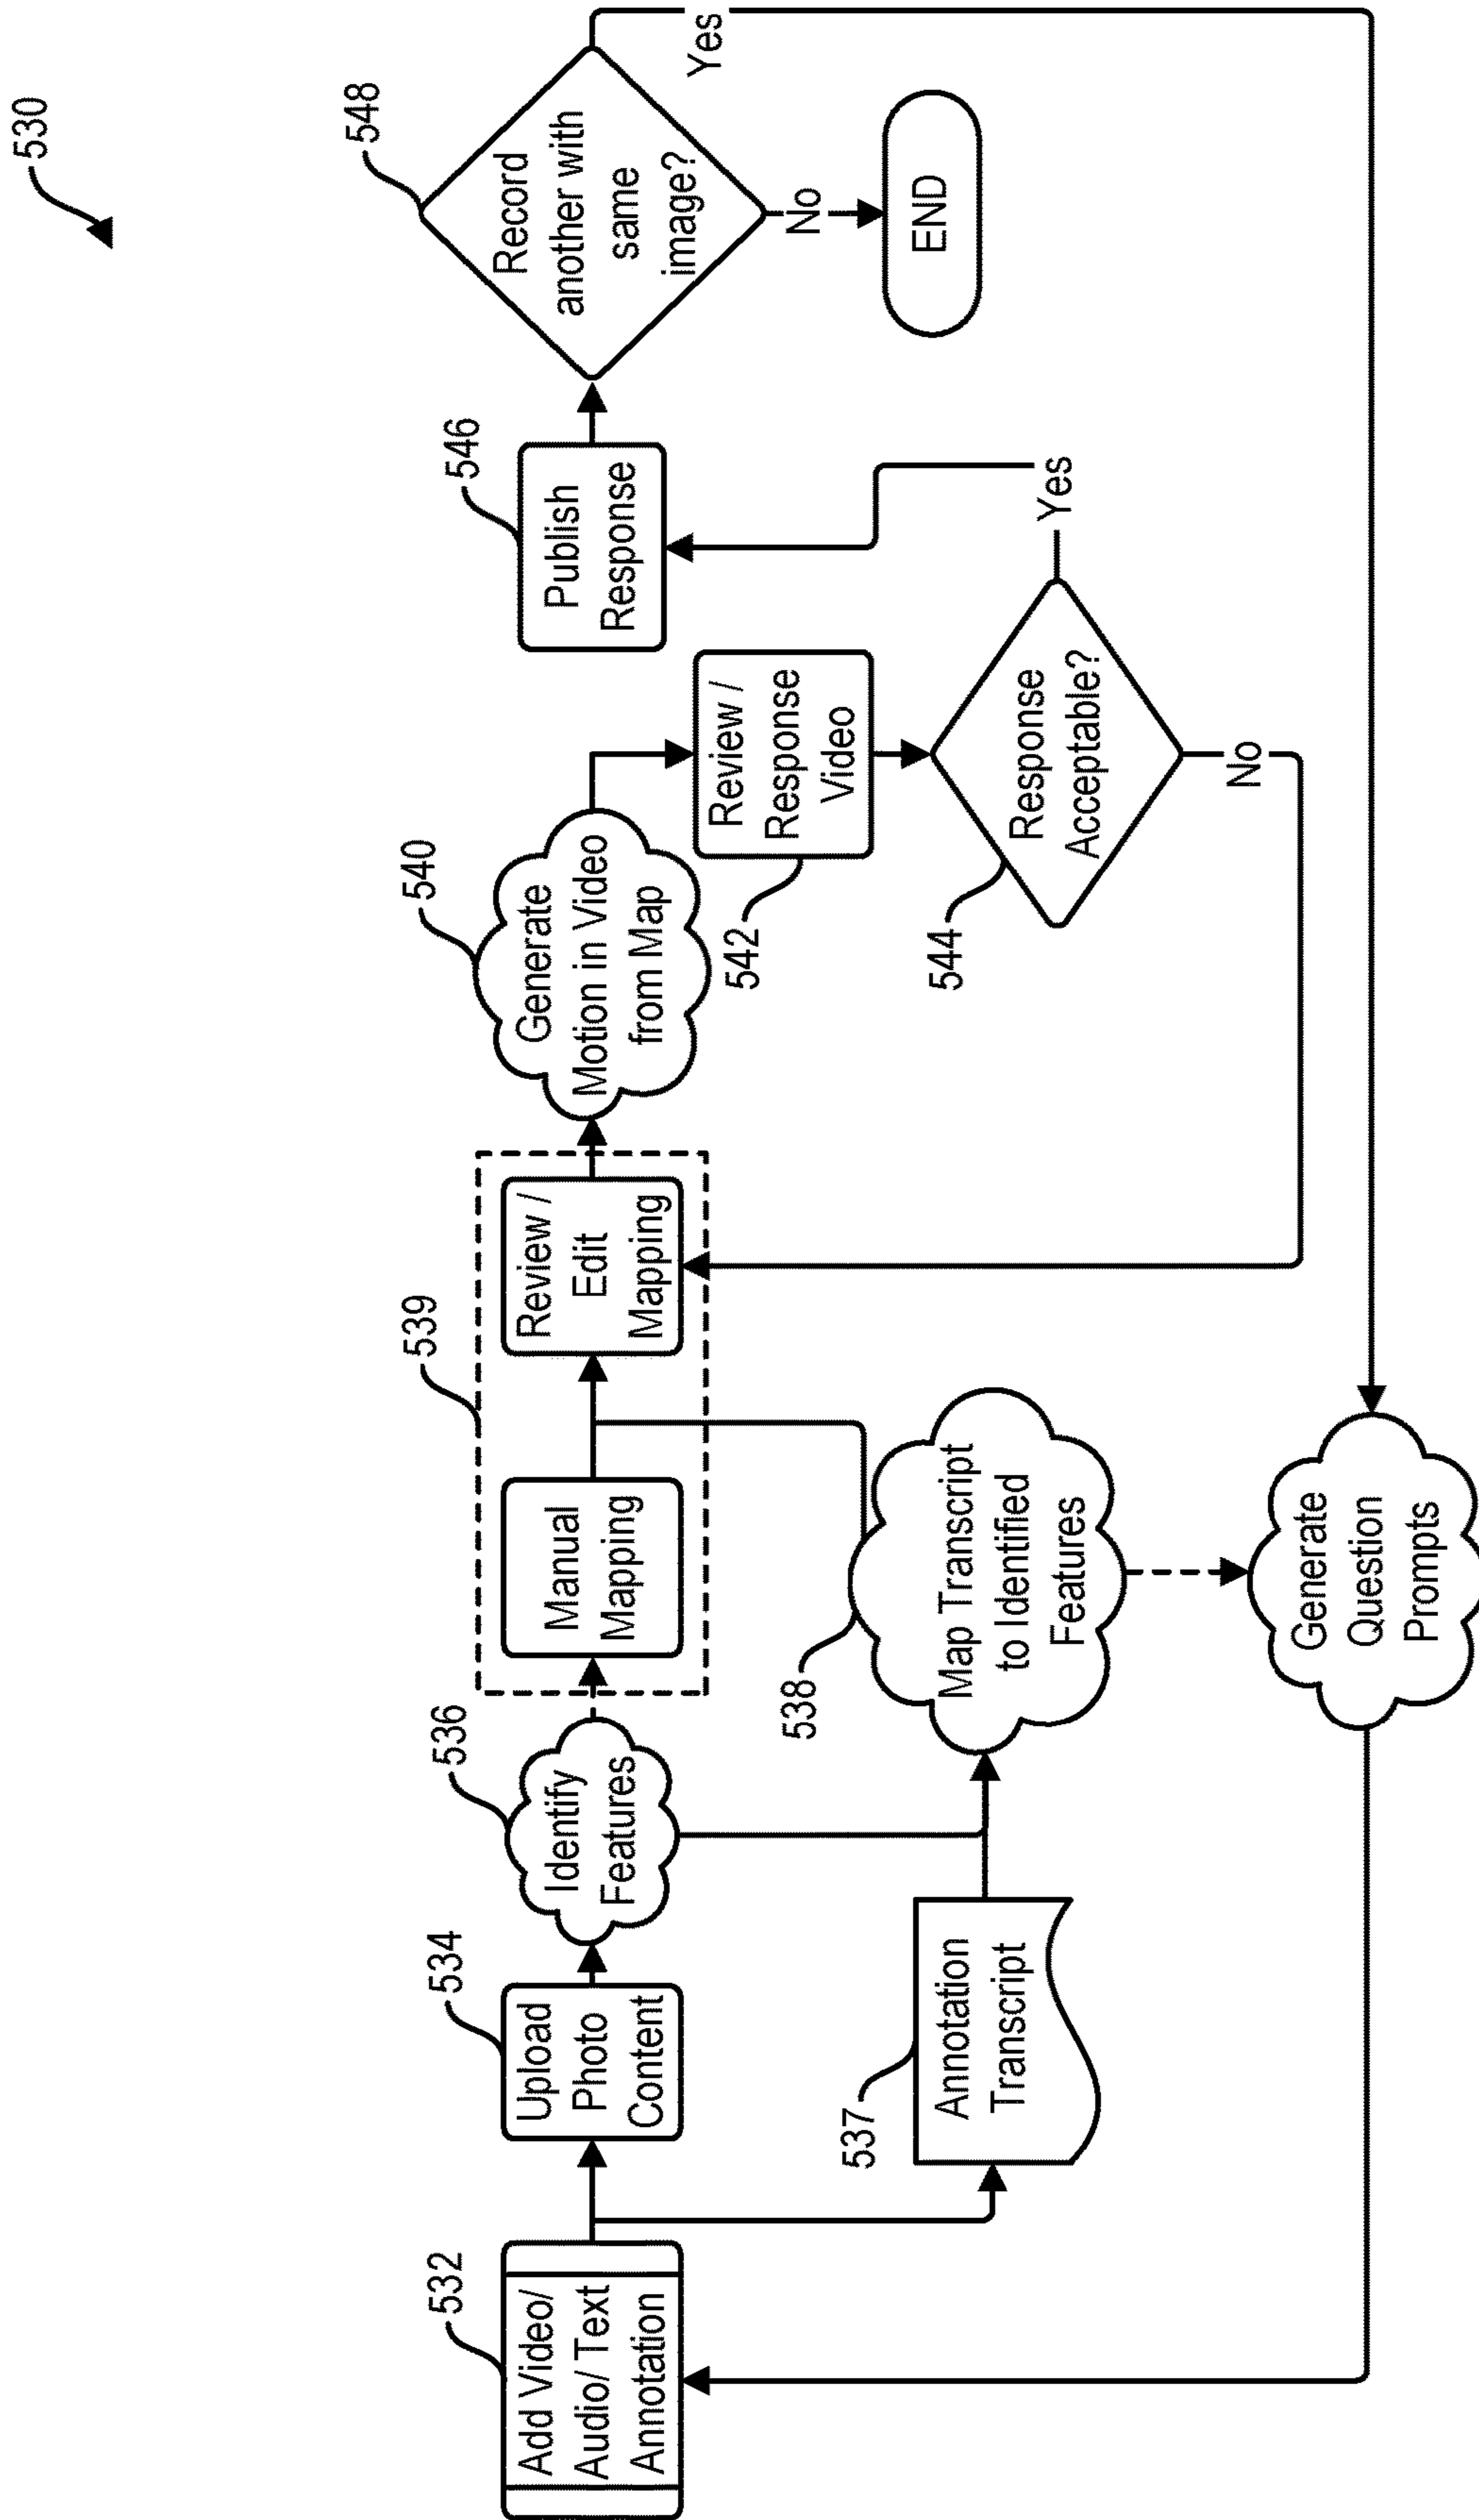 530
532
Add Video/
Audio/ Text
Annotation
534
Upload
Photo
Content
536
Identify
Features
537
Annotation
Transcript
538
Map Transcript
to Identified
Features
539
Manual
Mapping
Review /
Edit
Mapping
540
Generate
Motion in Video
from Map
542
Review /
Response
Video
544
Response
Acceptable?
Yes
No
546
Publish
Response
548
Record
another with
same
image?
Yes
No
END
Generate
Question
Prompts